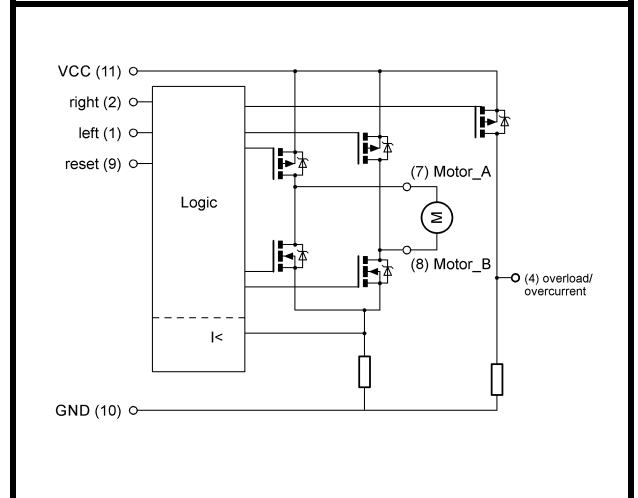 VCC (11)
right (2)
left (1)
reset (9)
Logic
(7) Motor_A
M
(8) Motor_B
(4) overload/
overcurrent
I<
GND (10)